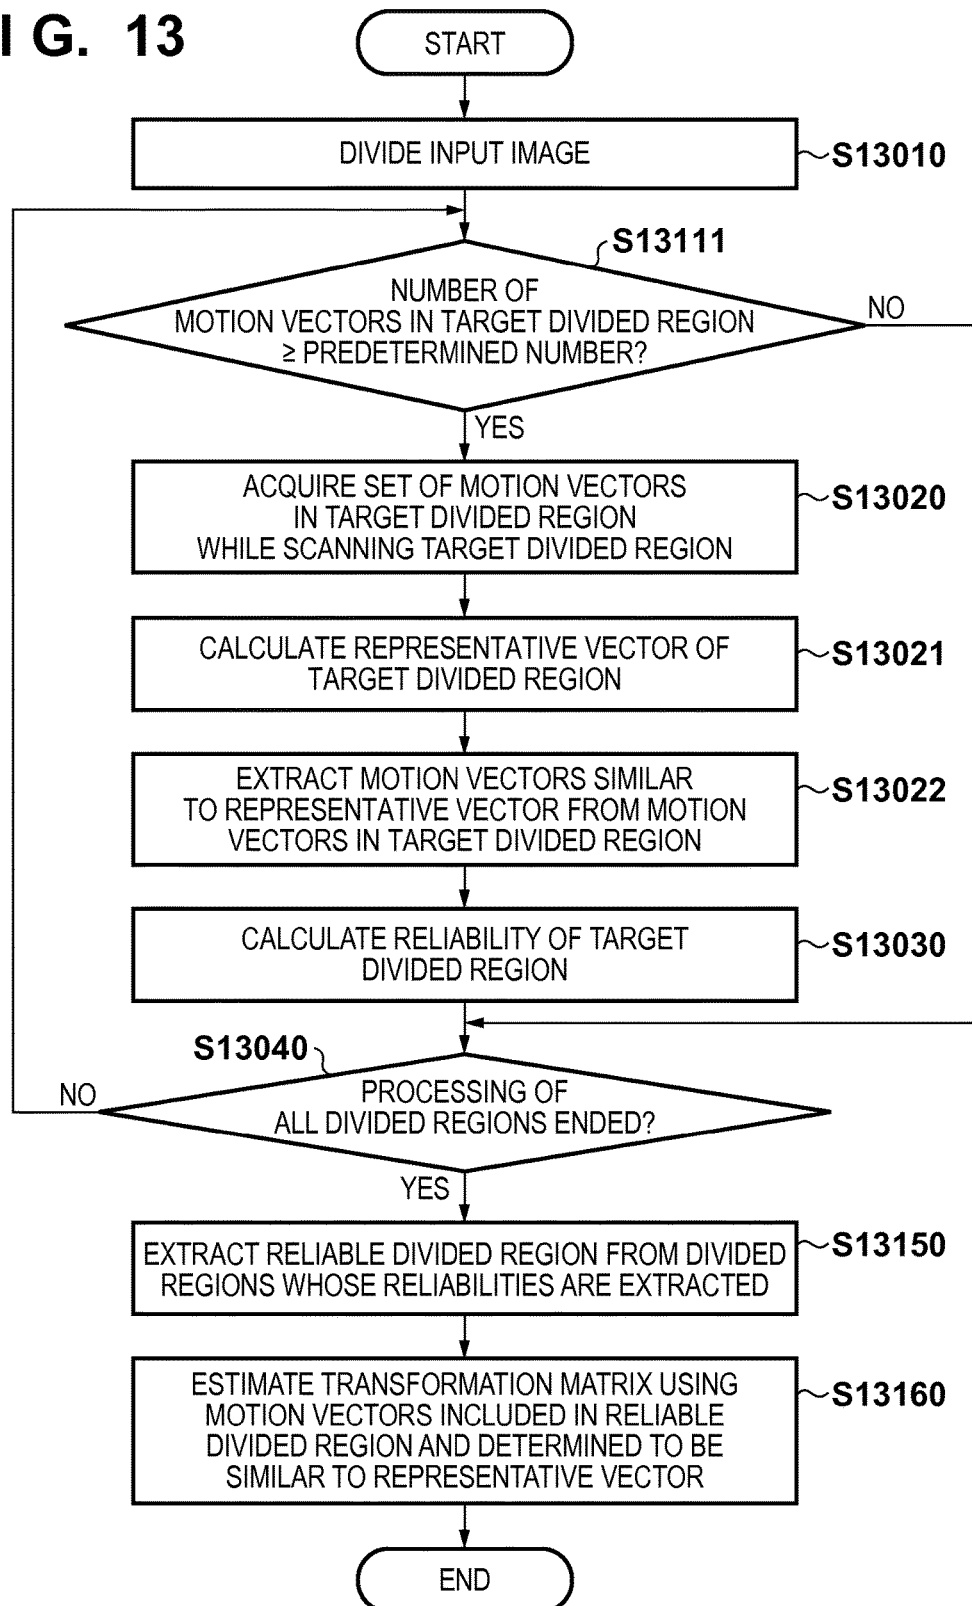 I G. 13
START
DIVIDE INPUT IMAGE
S13010
S13111
NUMBER OF
MOTION VECTORS IN TARGET DIVIDED REGION
≥ PREDETERMINED NUMBER?
NO
YES
ACQUIRE SET OF MOTION VECTORS
IN TARGET DIVIDED REGION
WHILE SCANNING TARGET DIVIDED REGION
S13020
CALCULATE REPRESENTATIVE VECTOR OF
TARGET DIVIDED REGION
S13021
EXTRACT MOTION VECTORS SIMILAR
TO REPRESENTATIVE VECTOR FROM MOTION
VECTORS IN TARGET DIVIDED REGION
S13022
CALCULATE RELIABILITY OF TARGET
DIVIDED REGION
S13030
S13040
NO
PROCESSING OF
ALL DIVIDED REGIONS ENDED?
YES
EXTRACT RELIABLE DIVIDED REGION FROM DIVIDED
REGIONS WHOSE RELIABILITIES ARE EXTRACTED
S13150
ESTIMATE TRANSFORMATION MATRIX USING
MOTION VECTORS INCLUDED IN RELIABLE
DIVIDED REGION AND DETERMINED TO BE
SIMILAR TO REPRESENTATIVE VECTOR
S13160
END